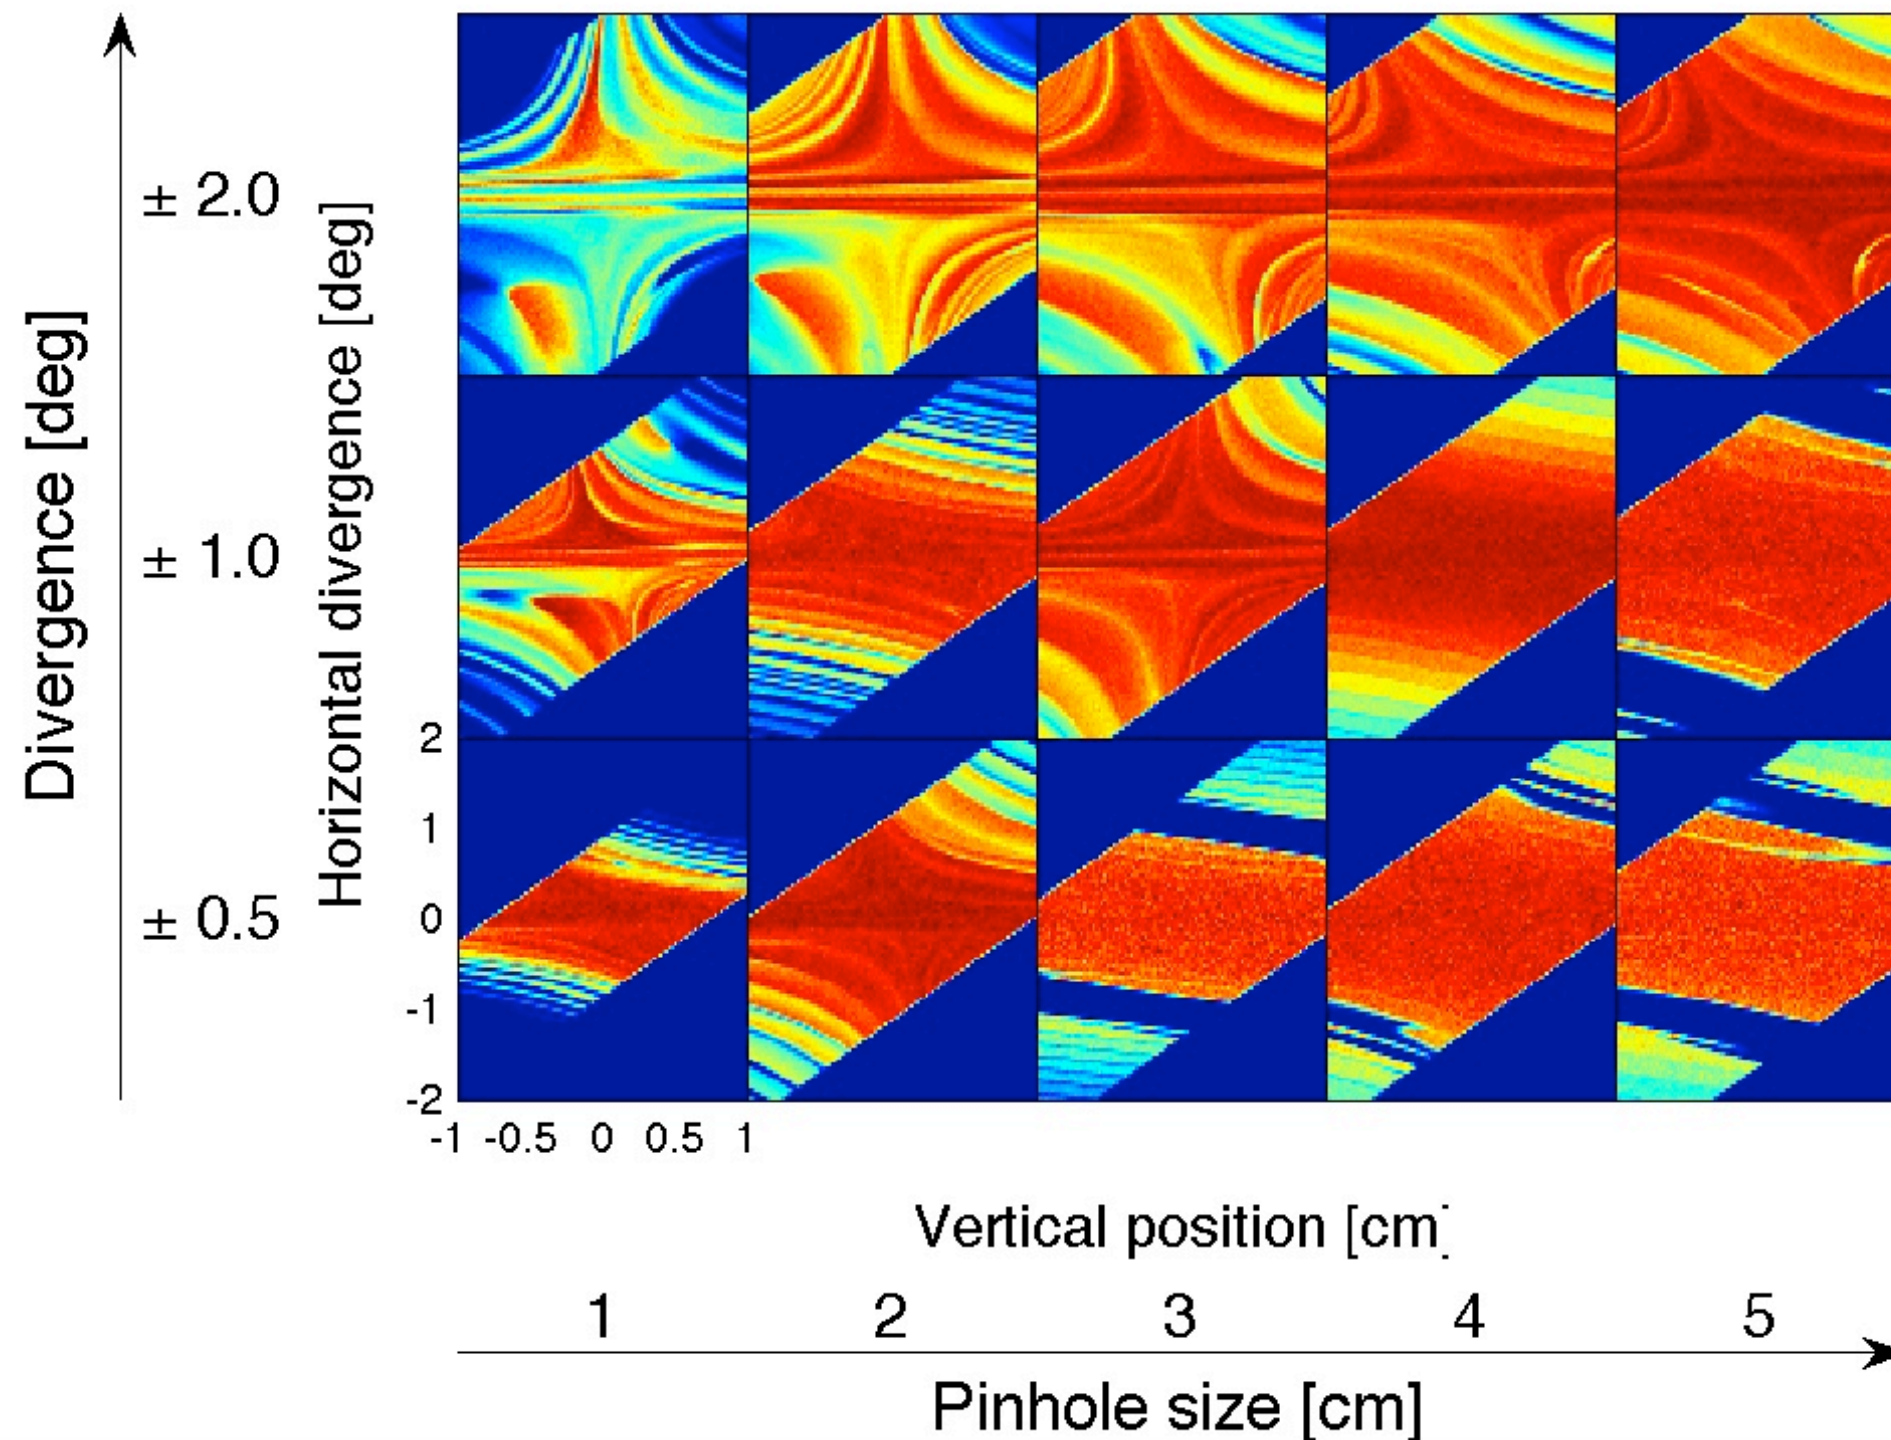 Divergence [deg]
± 2.0
± 1.0
± 0.5
Horizontal divergence [deg]
2
1
0
-1
-2
-1 -0.5 0 0.5 1
Vertical position [cm]
1 2 3 4 5
Pinhole size [cm]